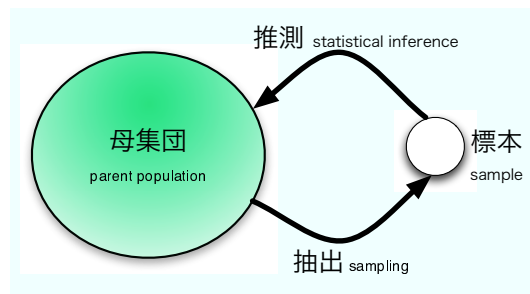 推測 statistical inference
母集団
parent population
標本
sample
抽出 sampling